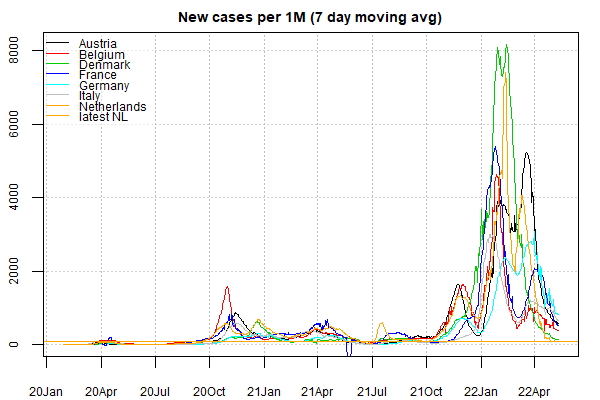 New cases per 1M (7 day moving avg)
8000
6000
4000
2000
0
Austria
Belgium
Denmark
France
Germany
Italy
Netherlands
latest NL
20Jan 20Apr 20Jul 20Oct 21Jan 21Apr 21Jul 21Oct 22Jan 22Apr